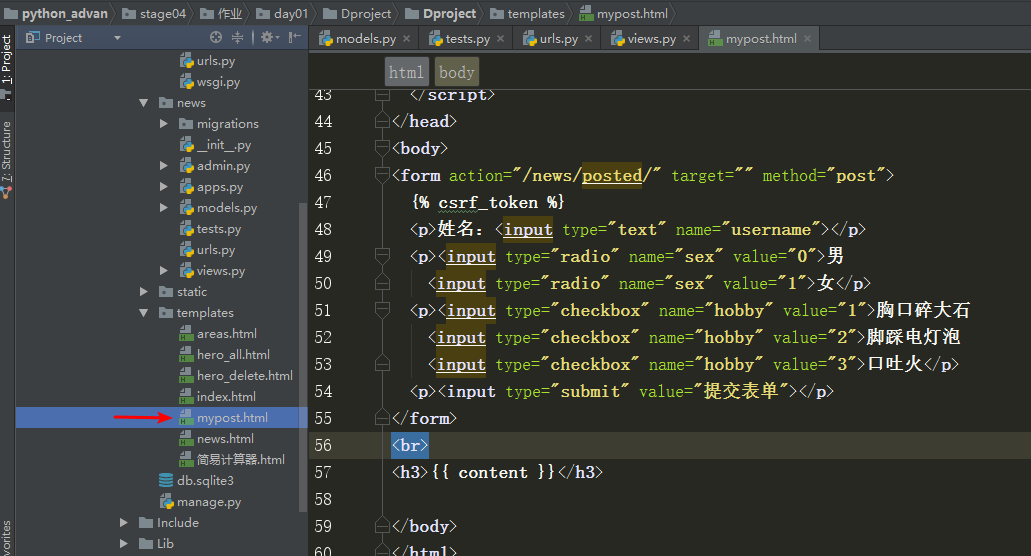 python_advan stage04 作业 day01 Dproject Dproject templates mypost.html
1: Project
7: Structure
Project
urls.py
wsgi.py
news
migrations
__init__.py
admin.py
apps.py
models.py
tests.py
urls.py
views.py
static
templates
areas.html
hero_all.html
hero_delete.html
index.html
mypost.html
news.html
简易计算器.html
db.sqlite3
manage.py
Include
Lib
models.py tests.py urls.py views.py mypost.html
html body
43 </script>
44 </head>
45 <body>
46 <form action="/news/posted/" target="" method="post">
47 {% csrf_token %}
48 <p>姓名：<input type="text" name="username"></p>
49 <p><input type="radio" name="sex" value="0">男
50 <input type="radio" name="sex" value="1">女</p>
51 <p><input type="checkbox" name="hobby" value="1">胸口碎大石
52 <input type="checkbox" name="hobby" value="2">脚踩电灯泡
53 <input type="checkbox" name="hobby" value="3">口吐火</p>
54 <p><input type="submit" value="提交表单"></p>
55 </form>
56 <br>
57 <h3>{{ content }}</h3>
58
59 </body>
60 </html>